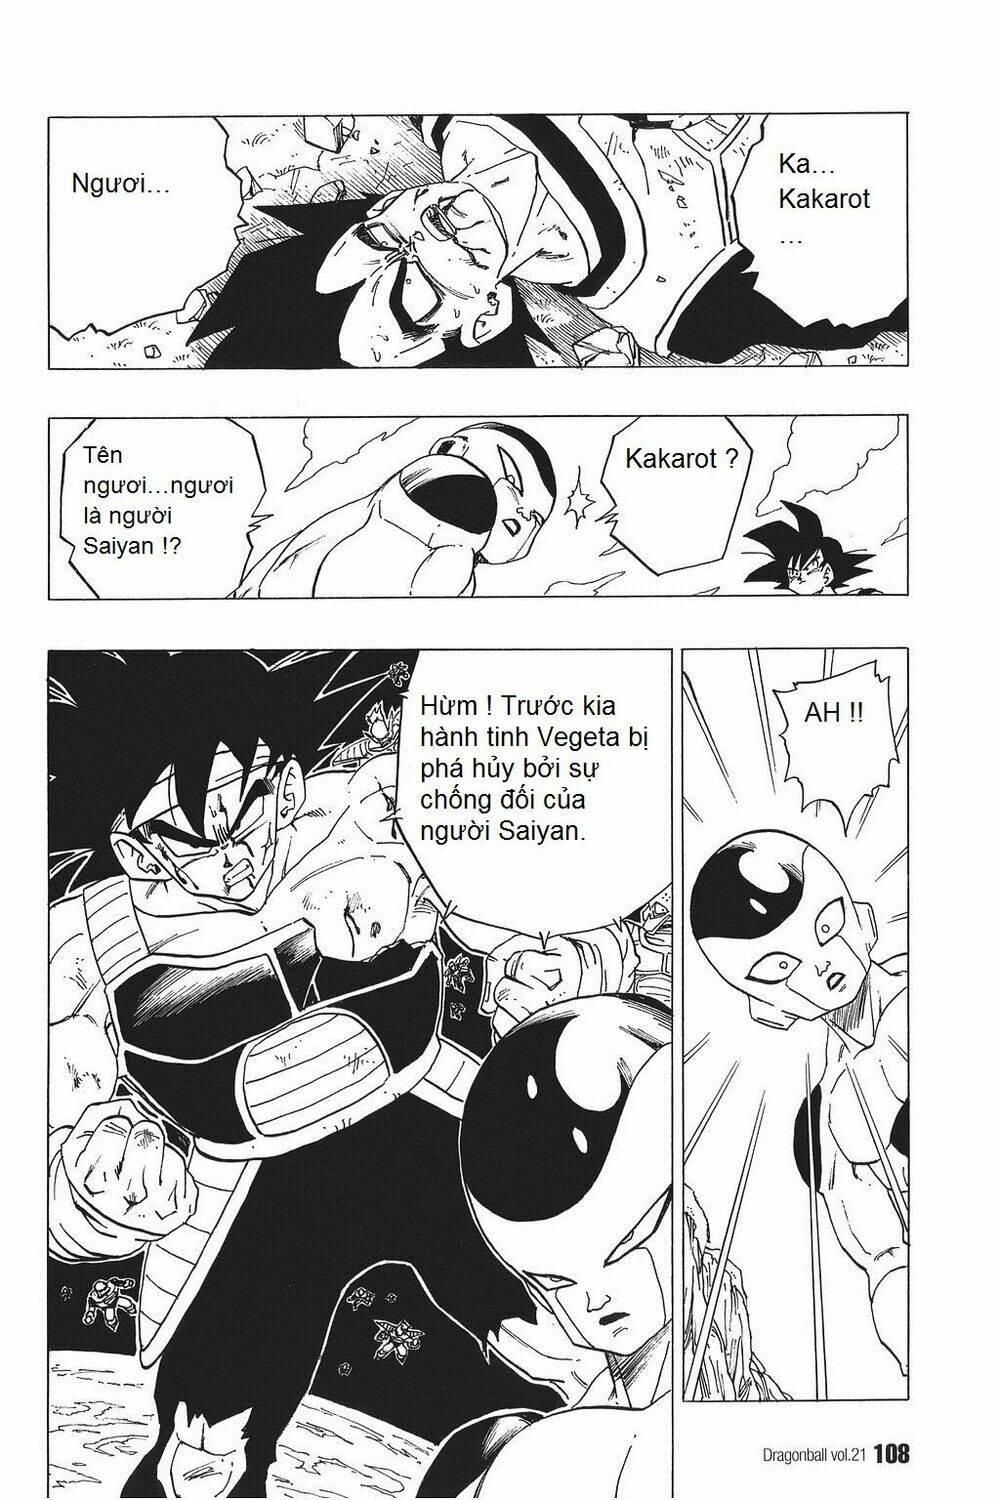 Ka...
Kakarot
...
Ngươi...
Kakarot ?
Tên
ngươi...ngươi
là người
Saiyan !?
AH !!
Hừm ! Trước kia
hành tinh Vegeta bị
phá hủy bởi sự
chống đối của
người Saiyan.
Dragonball vol.21 108